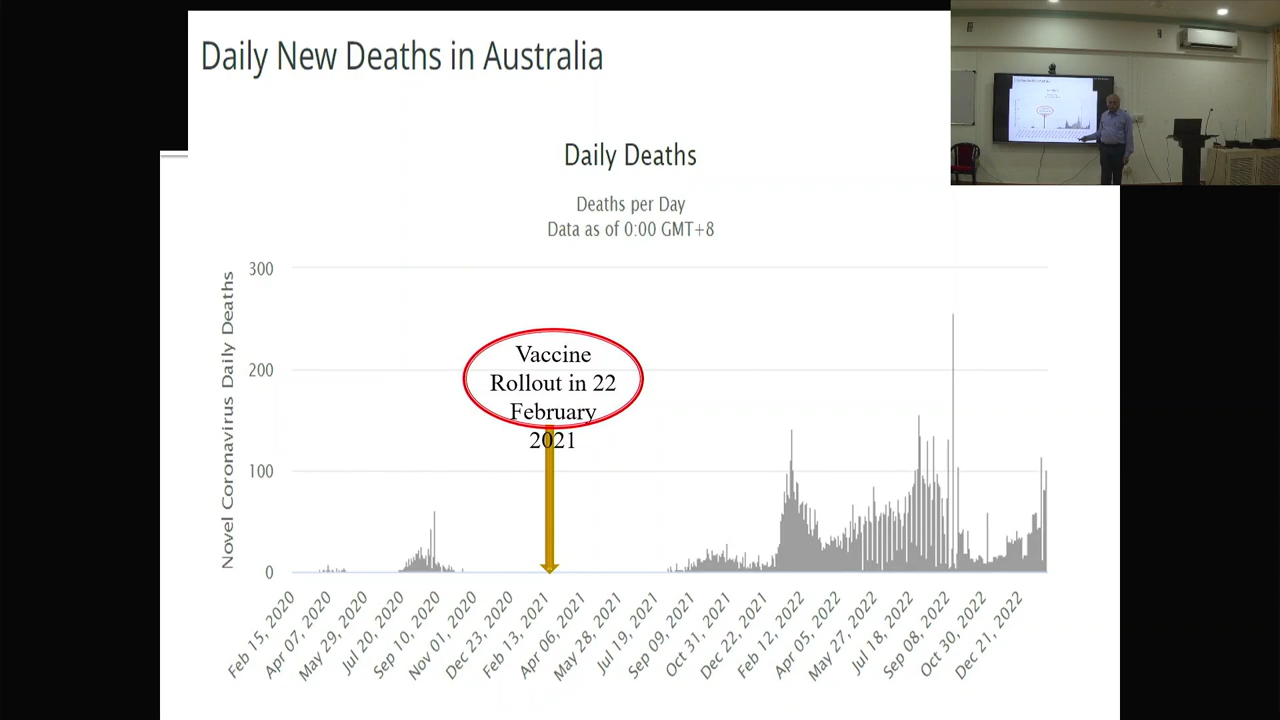 Daily New Deaths in Australia
Daily Deaths
Deaths per Day
Data as of 0:00 GMT+8
Novel Coronavirus Daily Deaths
300
200
100
0
Vaccine
Rollout in 22
February
2021
Feb 15, 2020
Apr 07, 2020
May 29, 2020
Jul 20, 2020
Sep 10, 2020
Nov 01, 2020
Dec 23, 2020
Feb 13, 2021
Apr 06, 2021
May 28, 2021
Jul 19, 2021
Sep 09, 2021
Oct 31, 2021
Dec 22, 2021
Feb 12, 2022
Apr 05, 2022
May 27, 2022
Jul 18, 2022
Sep 08, 2022
Oct 30, 2022
Dec 21, 2022